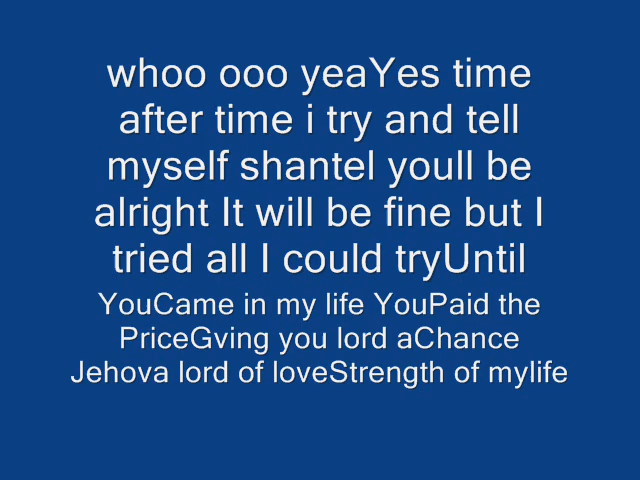 whoo ooo yeaYes time
after time i try and tell
myself shantel youll be
alright It will be fine but I
tried all I could tryUntil
YouCame in my life YouPaid the
PriceGving you lord aChance
Jehova lord of loveStrength of mylife